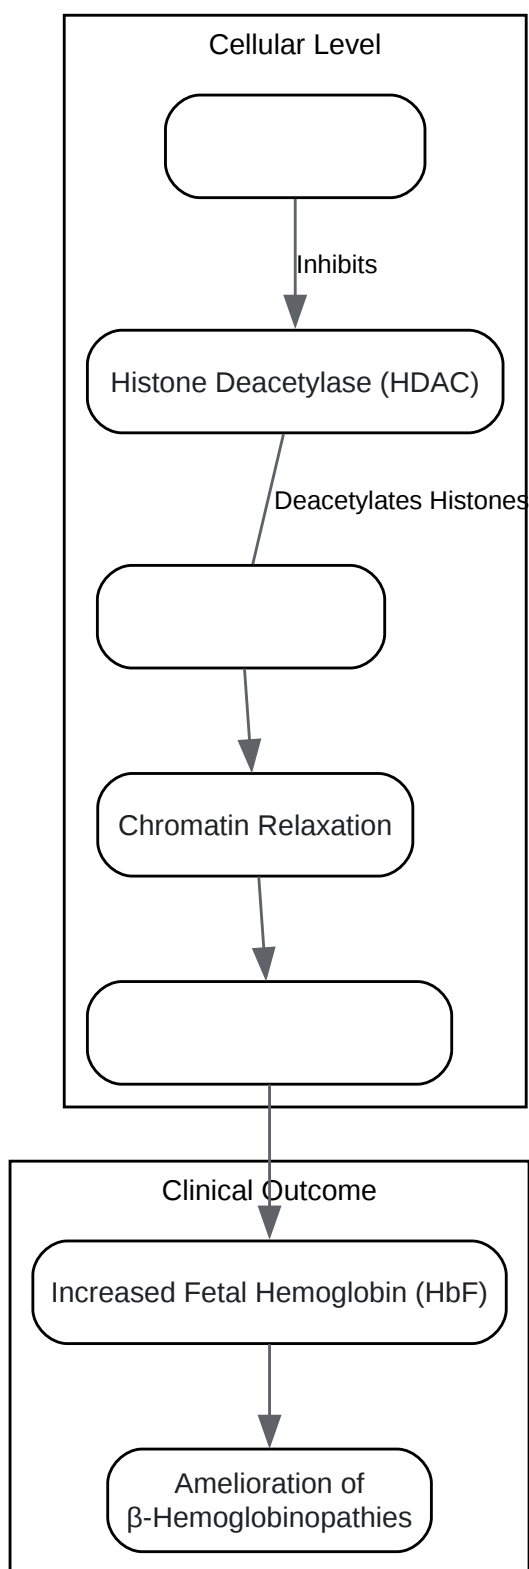 Cellular Level
Inhibits
Histone Deacetylase (HDAC)
Deacetylates Histones
Chromatin Relaxation
Clinical Outcome
Increased Fetal Hemoglobin (HbF)
Amelioration of
β-Hemoglobinopathies